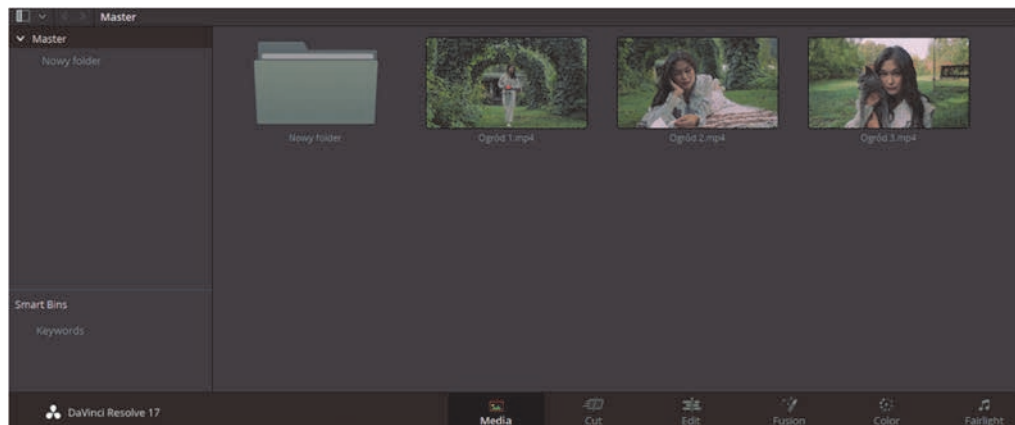 Master
Master
Nowy folder
Nowy folder
Ogród 1.mp4
Ogród 2.mp4
Ogród 3.mp4
Smart Bins
Keywords
DaVinci Resolve 17
Media
Cut
Edit
Fusion
Color
Fairlight